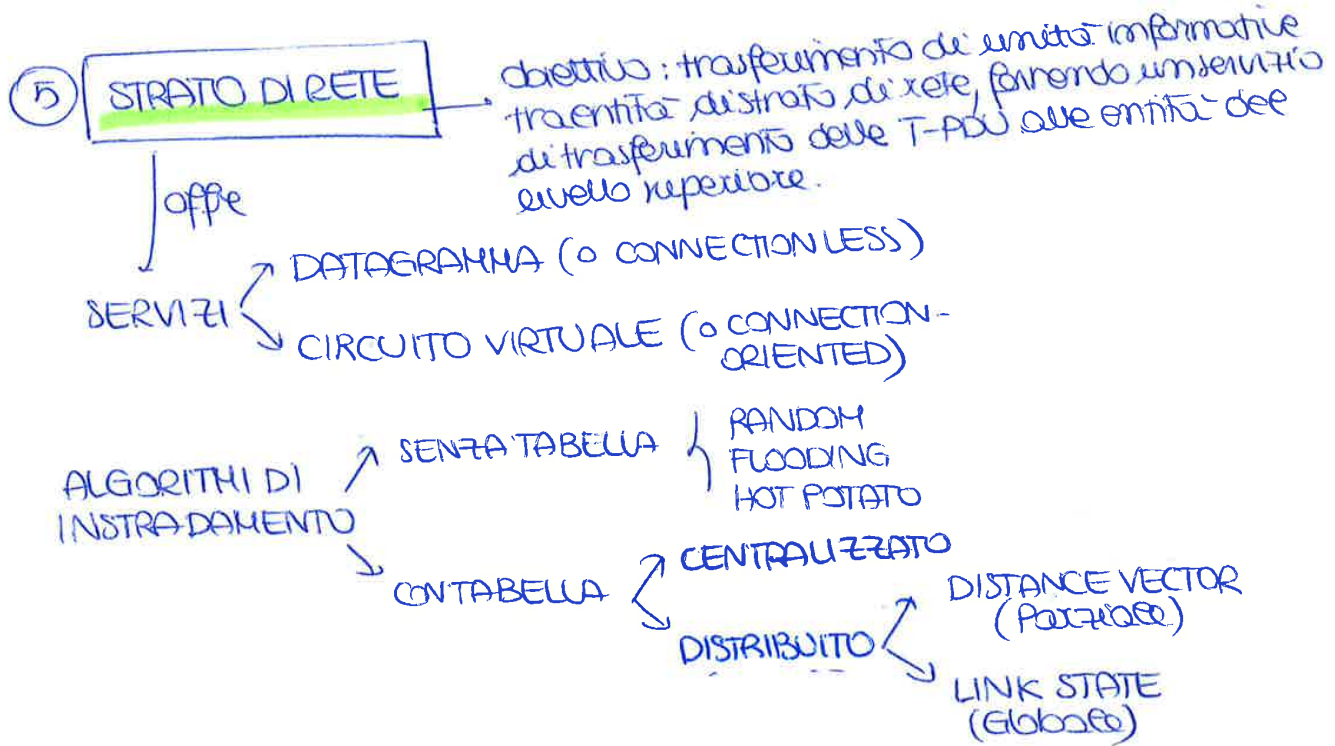 5 STRATO DI RETE
obiettivo: trasferimento di unità informative
tra entità di strato di rete, fornendo un servizio
di trasferimento delle T-PDU alle entità del
livello superiore.
offre
SERVIZI
DATAGRAMMA (O CONNECTIONLESS)
CIRCUITO VIRTUALE (O CONNECTION-
ORIENTED)
ALGORITMI DI
INSTRADAMENTO
SENZA TABELLA
RANDOM
FLOODING
HOT POTATO
CON TABELLA
CENTRALIZZATO
DISTRIBUITO
DISTANCE VECTOR
(Parziale)
LINK STATE
(Globale)